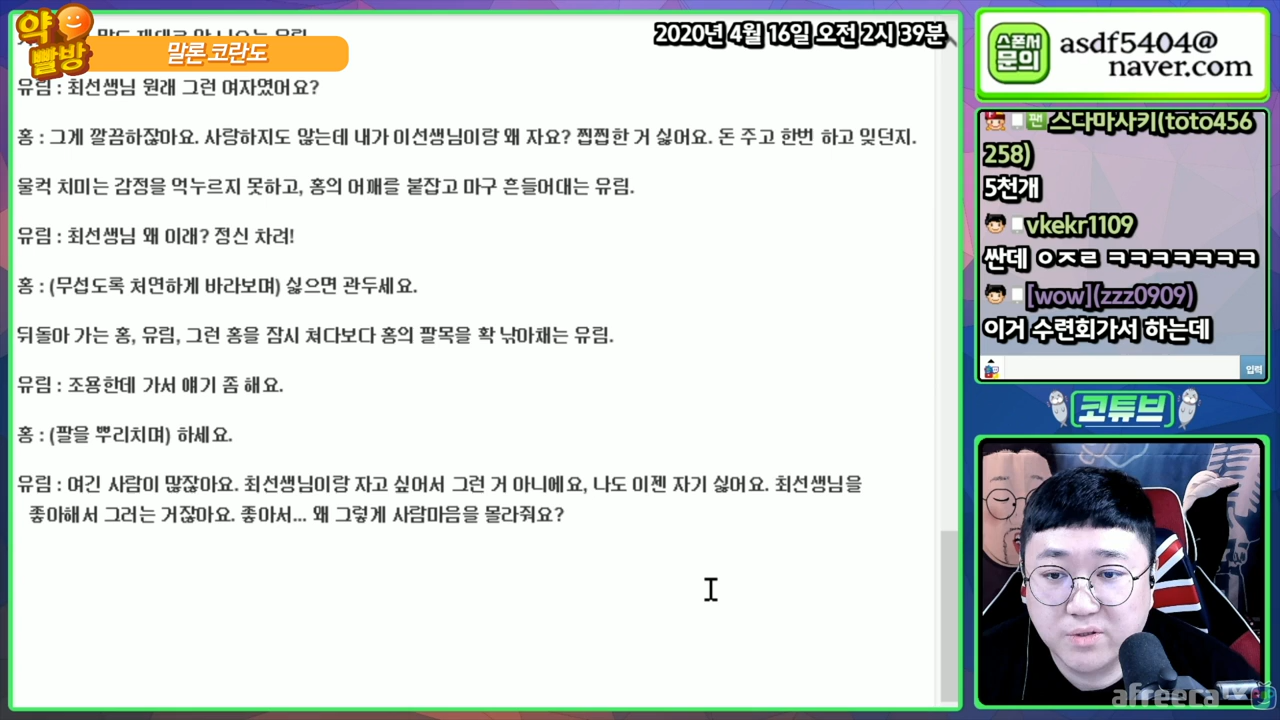 약빨방
말론 코란도
2020년 4월 16일 오전 2시 39분
유림 : 최선생님 원래 그런 여자였어요?
홍 : 그게 깔끔하잖아요. 사랑하지도 않는데 내가 이선생님이랑 왜 자요? 찝찝한 거 싫어요. 돈 주고 한번 하고 잊던지.
울컥 치미는 감정을 억누르지 못하고, 홍의 어깨를 붙잡고 마구 흔들어대는 유림.
유림 : 최선생님 왜 이래? 정신 차려!
홍 : (무섭도록 처연하게 바라보며) 싫으면 관두세요.
뒤돌아 가는 홍, 유림, 그런 홍을 잠시 쳐다보다 홍의 팔목을 확 낚아채는 유림.
유림 : 조용한데 가서 얘기 좀 해요.
홍 : (팔을 뿌리치며) 하세요.
유림 : 여긴 사람이 많잖아요. 최선생님이랑 자고 싶어서 그런 거 아니에요, 나도 이젠 자기 싫어요. 최선생님을
좋아해서 그러는 거잖아요. 좋아서... 왜 그렇게 사람마음을 몰라줘요?
스폰서 문의
asdf5404@
naver.com
팬 스다마사키(toto456
258)
5천개
vkekr1109
싼데 ㅇㅈㄹ ㅋㅋㅋㅋㅋㅋㅋ
[wow](zzz0909)
이거 수련회가서 하는데
입력
코튜브
afreeca